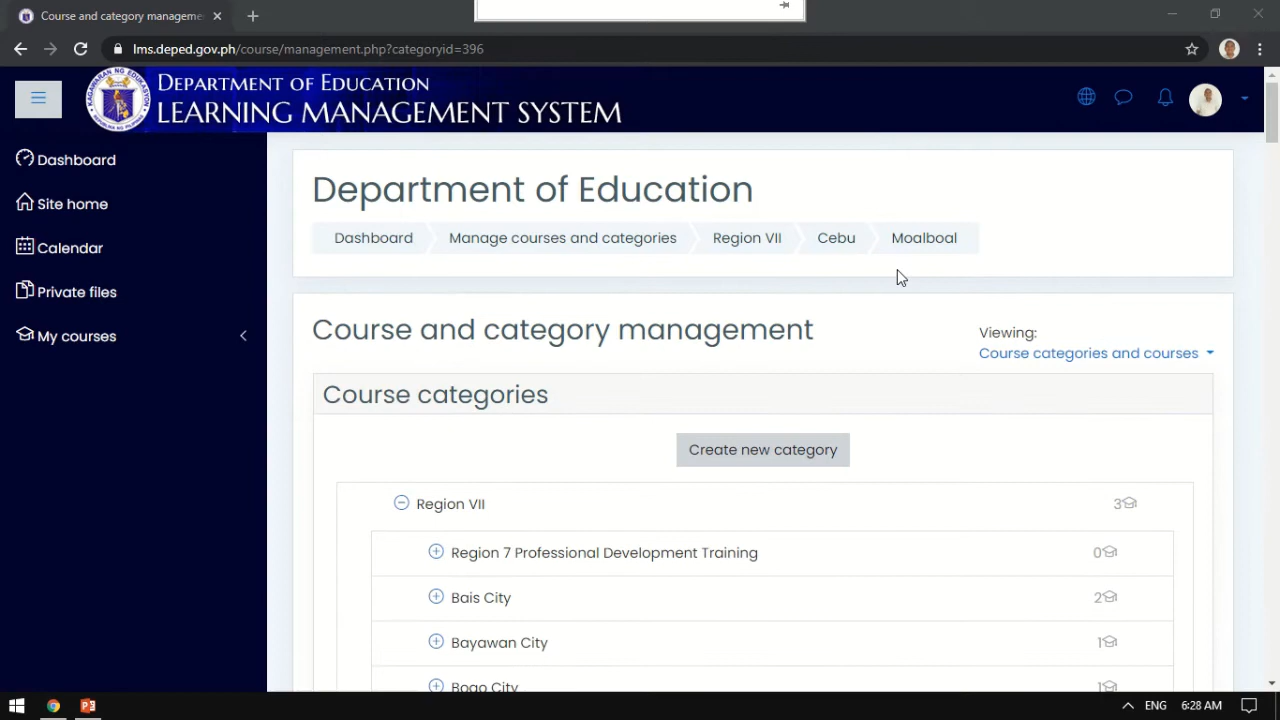 Course and category manageme
lms.deped.gov.ph/course/management.php?categoryid=396
DEPARTMENT OF EDUCATION
LEARNING MANAGEMENT SYSTEM
Dashboard
Site home
Calendar
Private files
My courses
Department of Education
Dashboard Manage courses and categories Region VII Cebu Moalboal
Course and category management
Viewing:
Course categories and courses
Course categories
Create new category
Region VII 3
Region 7 Professional Development Training 0
Bais City 2
Bayawan City 1
Bogo City 1
ENG 6:28 AM